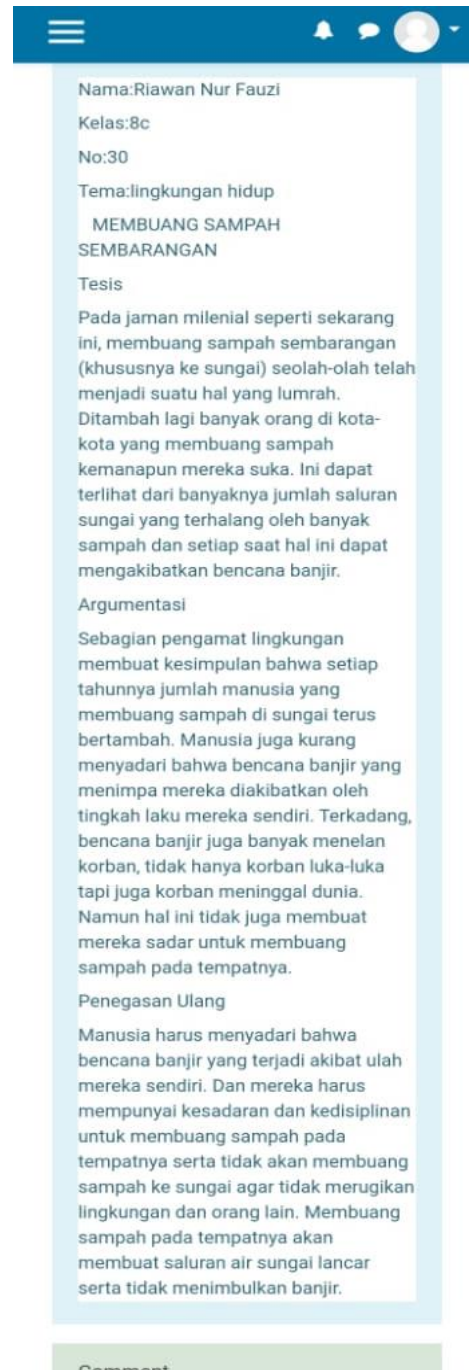 Nama:Riawan Nur Fauzi
Kelas:8c
No:30
Tema:lingkungan hidup
MEMBUANG SAMPAH
SEMBARANGAN
Tesis
Pada jaman milenial seperti sekarang
ini, membuang sampah sembarangan
(khususnya ke sungai) seolah-olah telah
menjadi suatu hal yang lumrah.
Ditambah lagi banyak orang di kota-
kota yang membuang sampah
kemanapun mereka suka. Ini dapat
terlihat dari banyaknya jumlah saluran
sungai yang terhalang oleh banyak
sampah dan setiap saat hal ini dapat
mengakibatkan bencana banjir.
Argumentasi
Sebagian pengamat lingkungan
membuat kesimpulan bahwa setiap
tahunnya jumlah manusia yang
membuang sampah di sungai terus
bertambah. Manusia juga kurang
menyadari bahwa bencana banjir yang
menimpa mereka diakibatkan oleh
tingkah laku mereka sendiri. Terkadang,
bencana banjir juga banyak menelan
korban, tidak hanya korban luka-luka
tapi juga korban meninggal dunia.
Namun hal ini tidak juga membuat
mereka sadar untuk membuang
sampah pada tempatnya.
Penegasan Ulang
Manusia harus menyadari bahwa
bencana banjir yang terjadi akibat ulah
mereka sendiri. Dan mereka harus
mempunyai kesadaran dan kedisiplinan
untuk membuang sampah pada
tempatnya serta tidak akan membuang
sampah ke sungai agar tidak merugikan
lingkungan dan orang lain. Membuang
sampah pada tempatnya akan
membuat saluran air sungai lancar
serta tidak menimbulkan banjir.
Comment